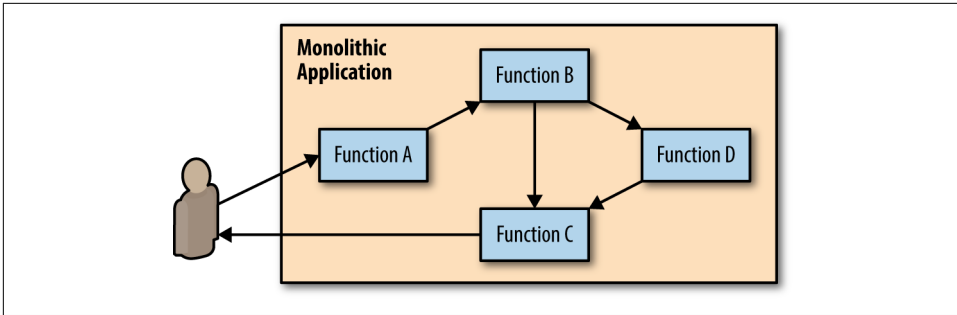 Monolithic
Application
Function B
Function A
Function D
Function C